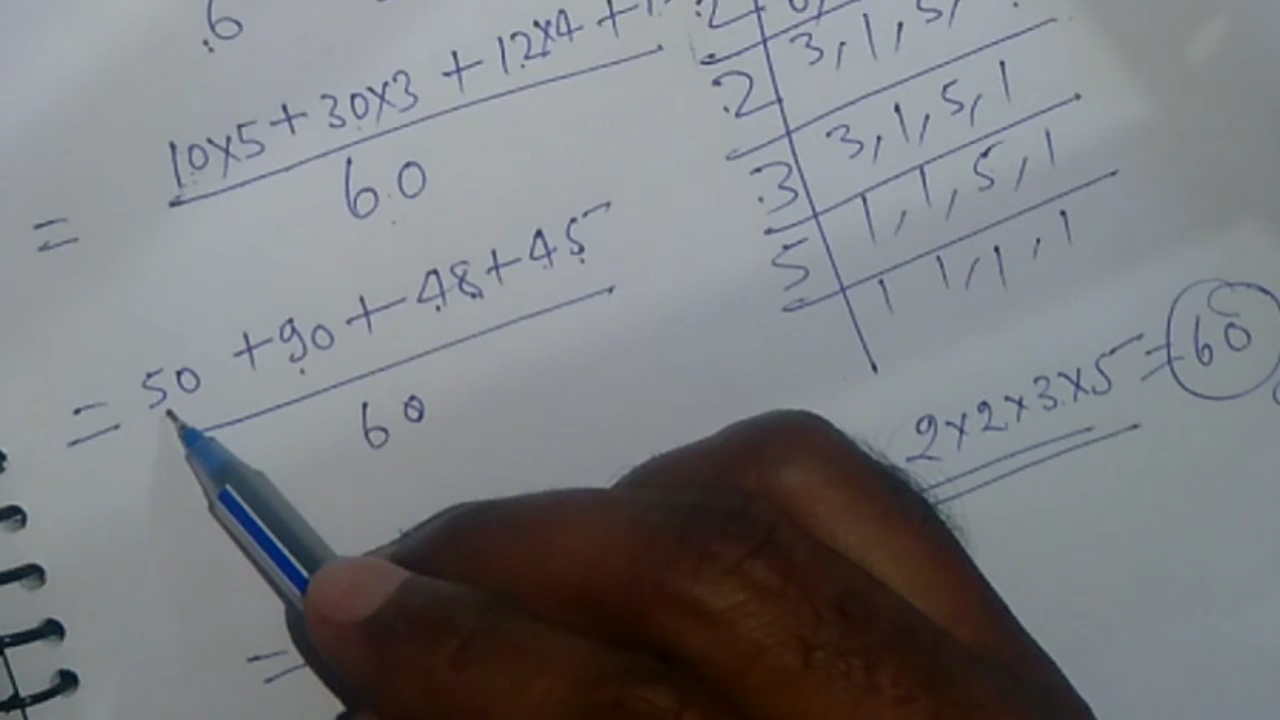 6
= 10x5 + 30x3 + 12x4 +
60
= 50 + 90 + 48 + 45
60
=
2
3, 1, 5,
2
3, 1, 5, 1
3
1, 1, 5, 1
5
1 1, 1, 1
2x2x3x5 = 60